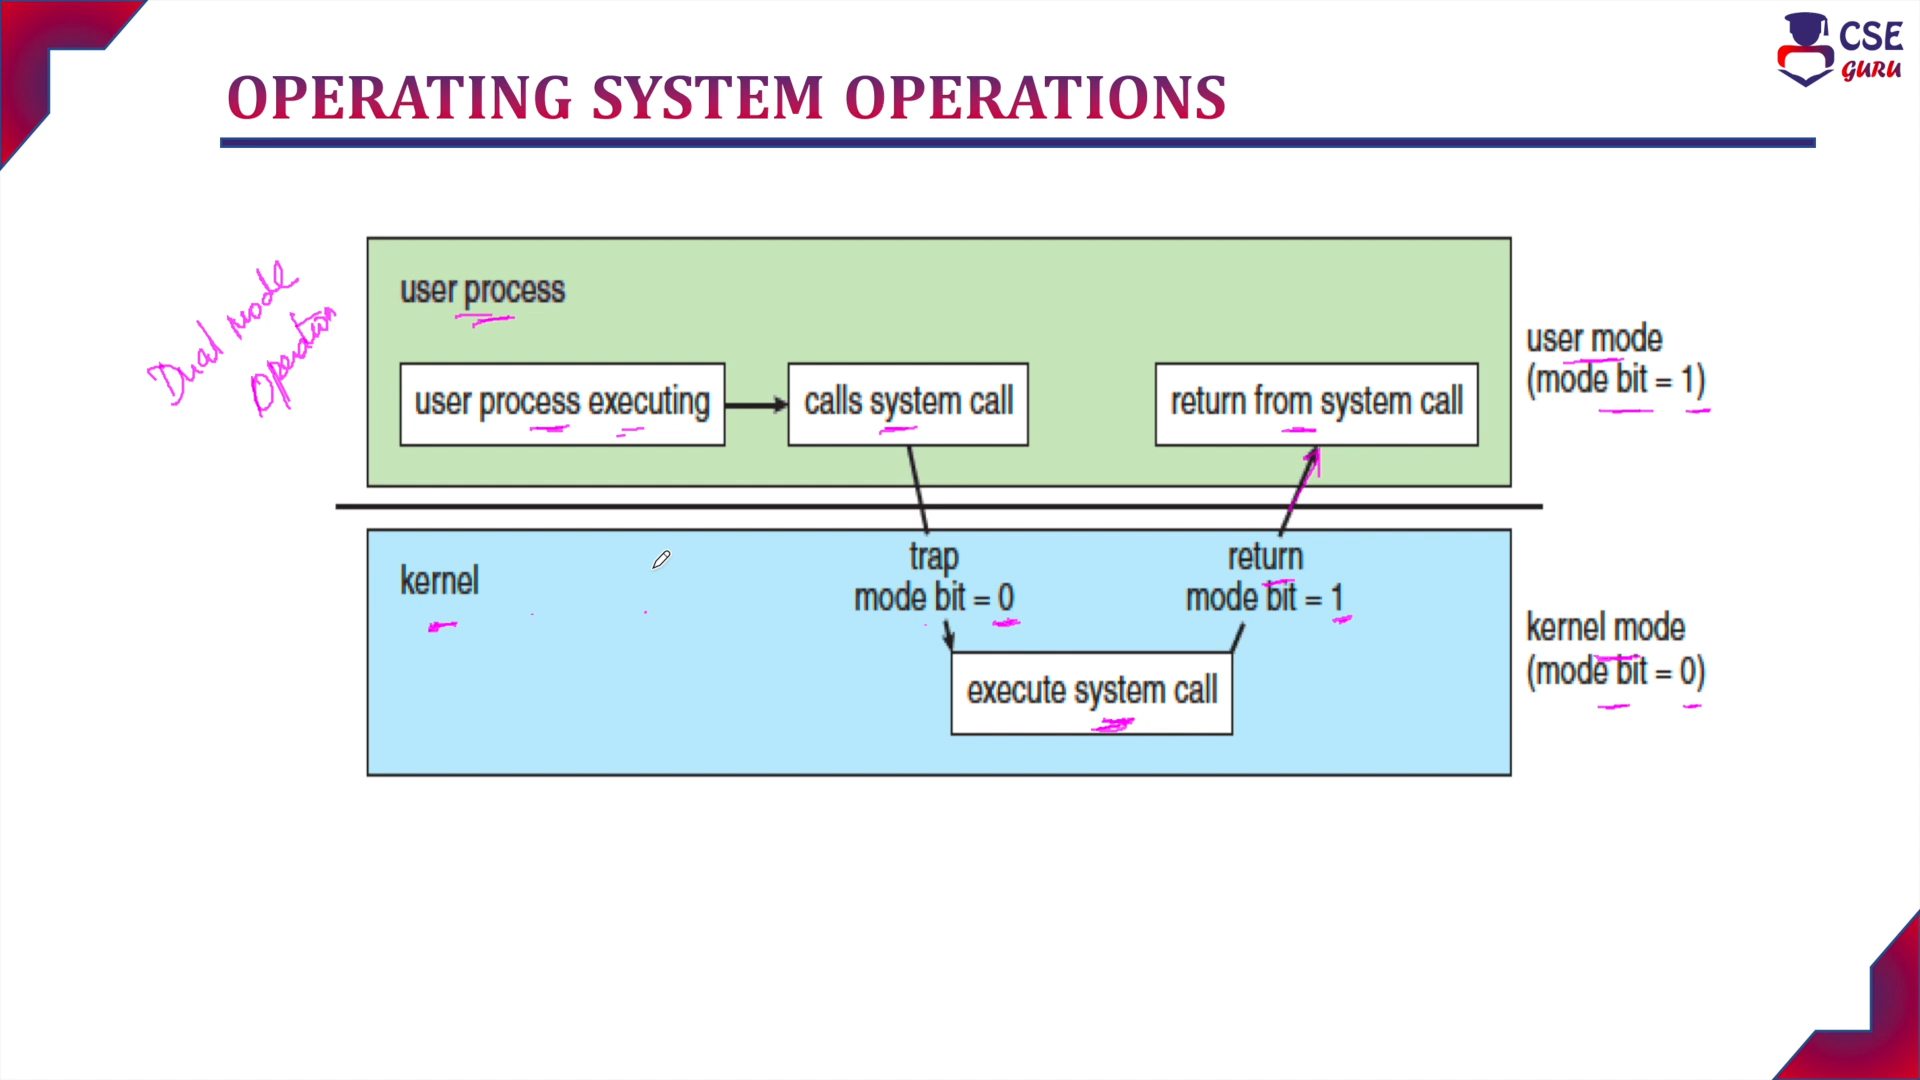 CSE
GURU
OPERATING SYSTEM OPERATIONS
Dual Mode
Operation
user process
user process executing
calls system call
return from system call
user mode
(mode bit = 1)
kernel
trap
mode bit = 0
return
mode bit = 1
execute system call
kernel mode
(mode bit = 0)